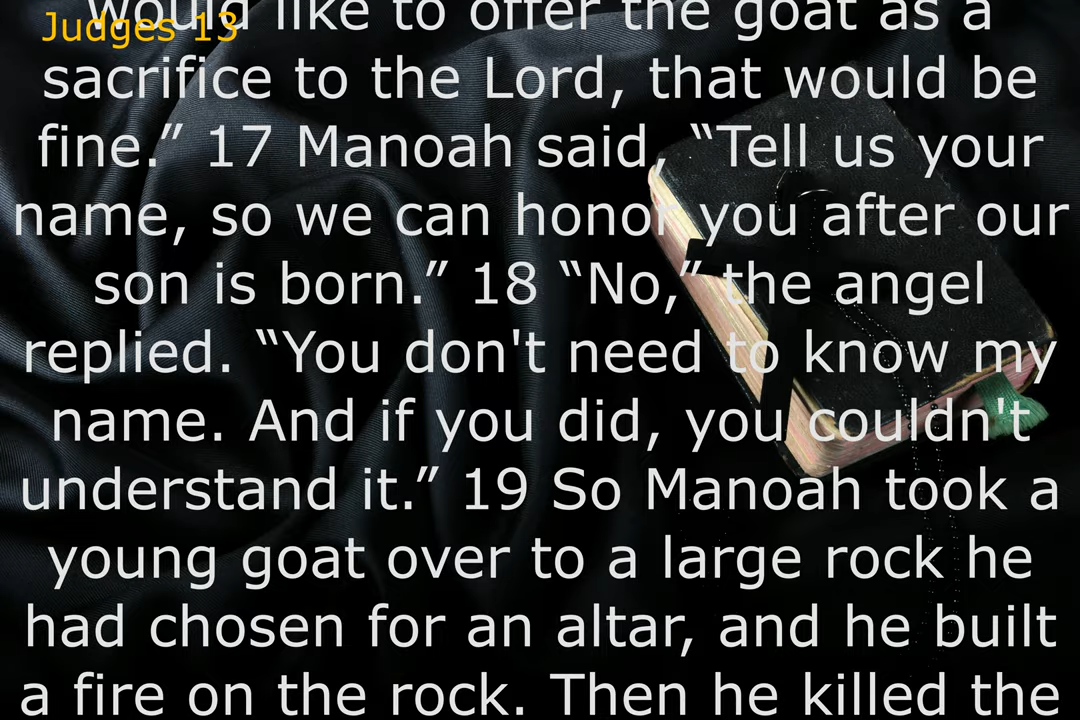 would like to offer the goat as a
Judges 13
sacrifice to the Lord, that would be
fine.” 17 Manoah said, “Tell us your
name, so we can honor you after our
son is born.” 18 “No,” the angel
replied. “You don't need to know my
name. And if you did, you couldn't
understand it.” 19 So Manoah took a
young goat over to a large rock he
had chosen for an altar, and he built
a fire on the rock. Then he killed the